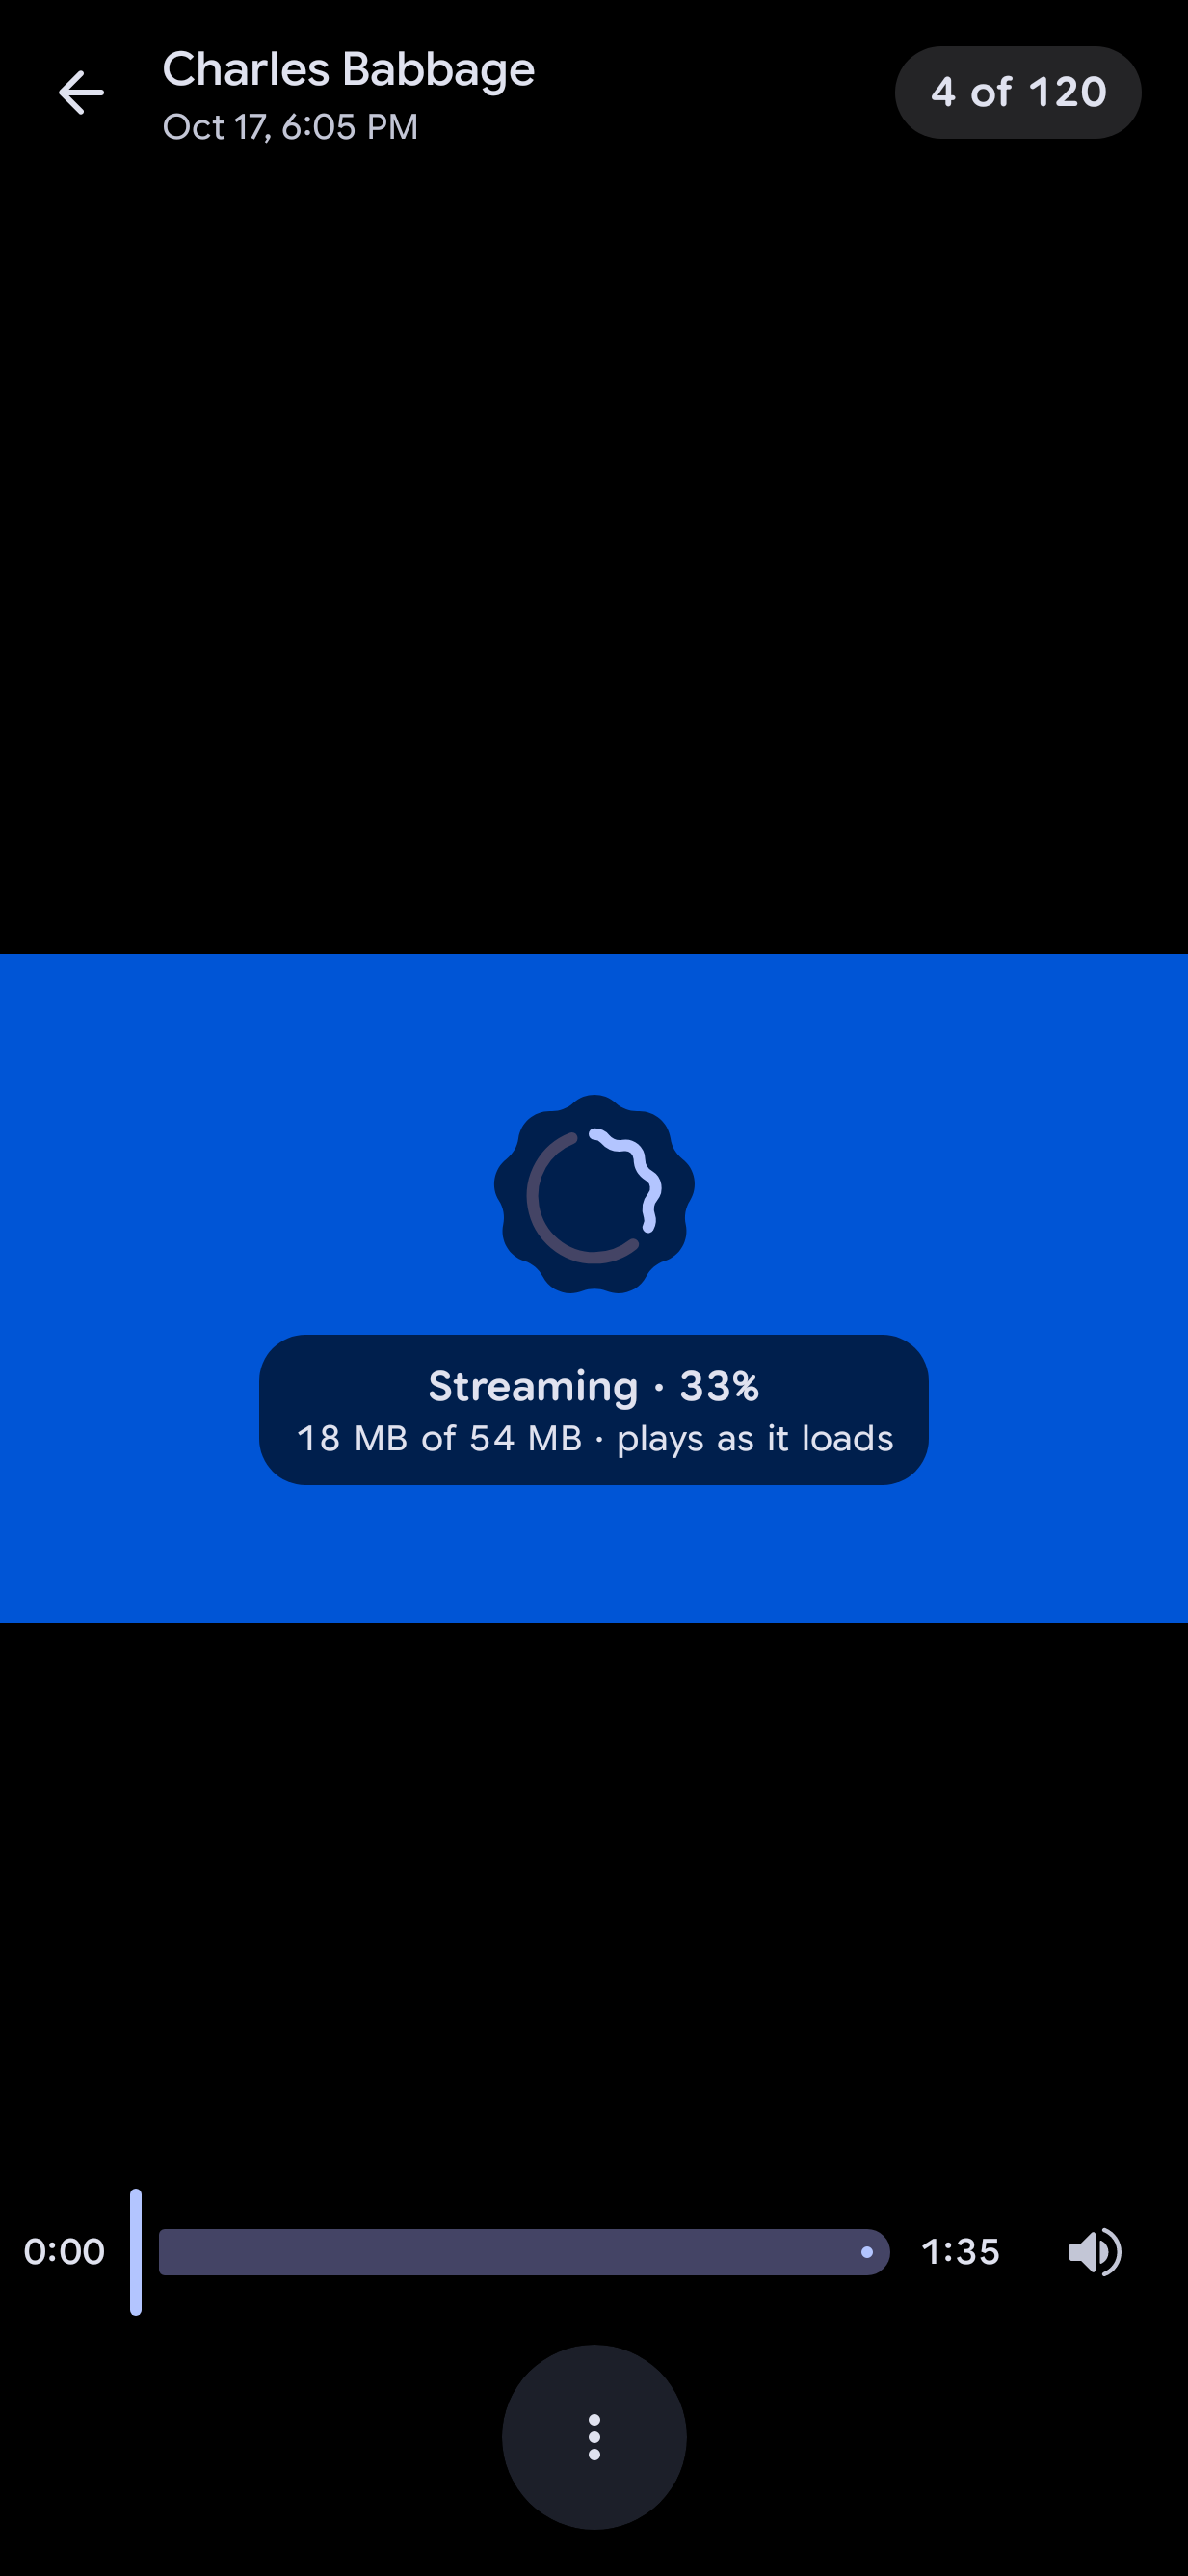 Charles Babbage
Oct 17, 6:05 PM
4 of 120
Streaming · 33%
18 MB of 54 MB · plays as it loads
0:00
1:35